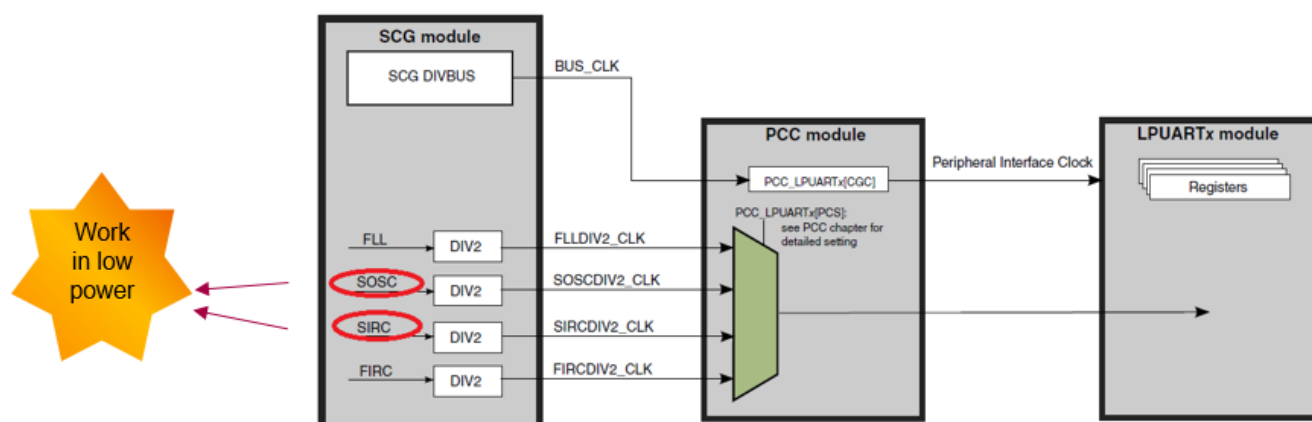 SCG module
SCG DIVBUS
BUS_CLK
PCC module
LPUARTx module
PCC_LPUARTx[CGC]
Peripheral Interface Clock
Registers
PCC_LPUARTx[PCS]:
see PCC chapter for
detailed setting
Work
in low
power
FLL
DIV2
FLLDIV2_CLK
SOSC
DIV2
SOSCDIV2_CLK
SIRC
DIV2
SIRCDIV2_CLK
FIRC
DIV2
FIRCDIV2_CLK